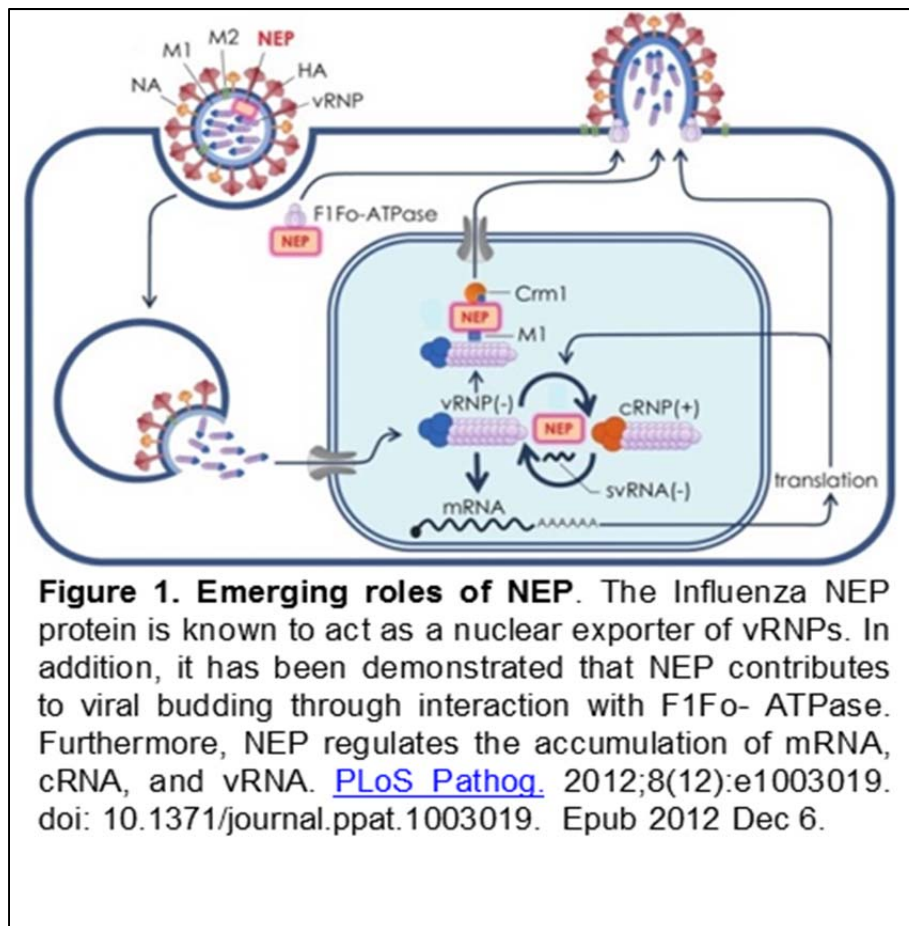 M2 NEP
M1
HA
NA
vRNP
F1Fo-ATPase
NEP
Crm1
NEP
M1
vRNP(-)
cRNP(+)
NEP
svRNA(-)
mRNA
AAAAAA
translation
Figure 1. Emerging roles of NEP. The Influenza NEP
protein is known to act as a nuclear exporter of vRNPs. In
addition, it has been demonstrated that NEP contributes
to viral budding through interaction with F1Fo- ATPase.
Furthermore, NEP regulates the accumulation of mRNA,
cRNA, and vRNA. PLoS Pathog. 2012;8(12):e1003019.
doi: 10.1371/journal.ppat.1003019. Epub 2012 Dec 6.